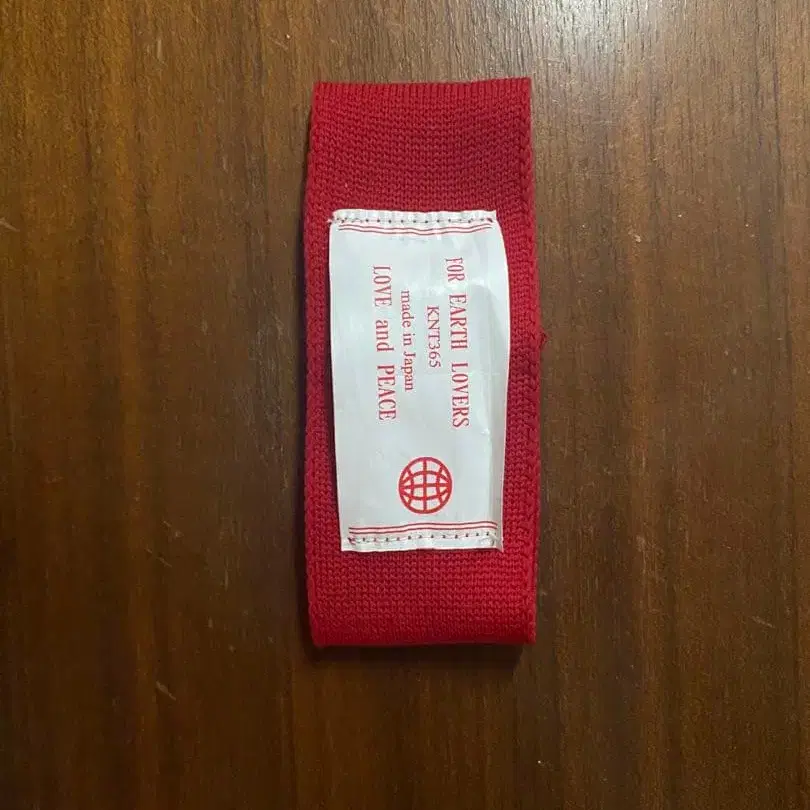 FOR EARTH LOVERS
KNT365
made in Japan
LOVE and PEACE